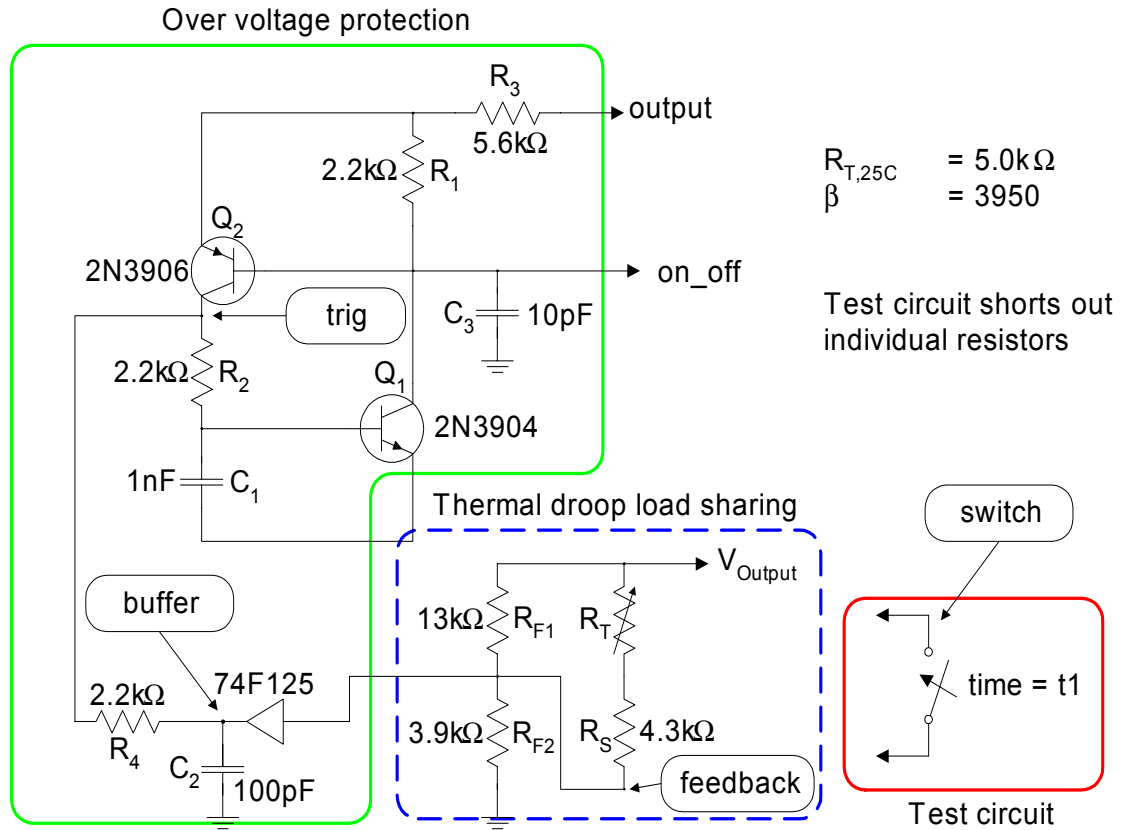 Over voltage protection
R3
output
5.6kΩ
2.2kΩ
R1
RT,25C = 5.0kΩ
β = 3950
Q2
2N3906
on_off
trig
C3
10pF
Test circuit shorts out
individual resistors
2.2kΩ
R2
Q1
2N3904
1nF
C1
Thermal droop load sharing
switch
VOutput
buffer
13kΩ
RF1
RT
74F125
time = t1
2.2kΩ
R4
3.9kΩ
RF2
RS
4.3kΩ
C2
100pF
feedback
Test circuit